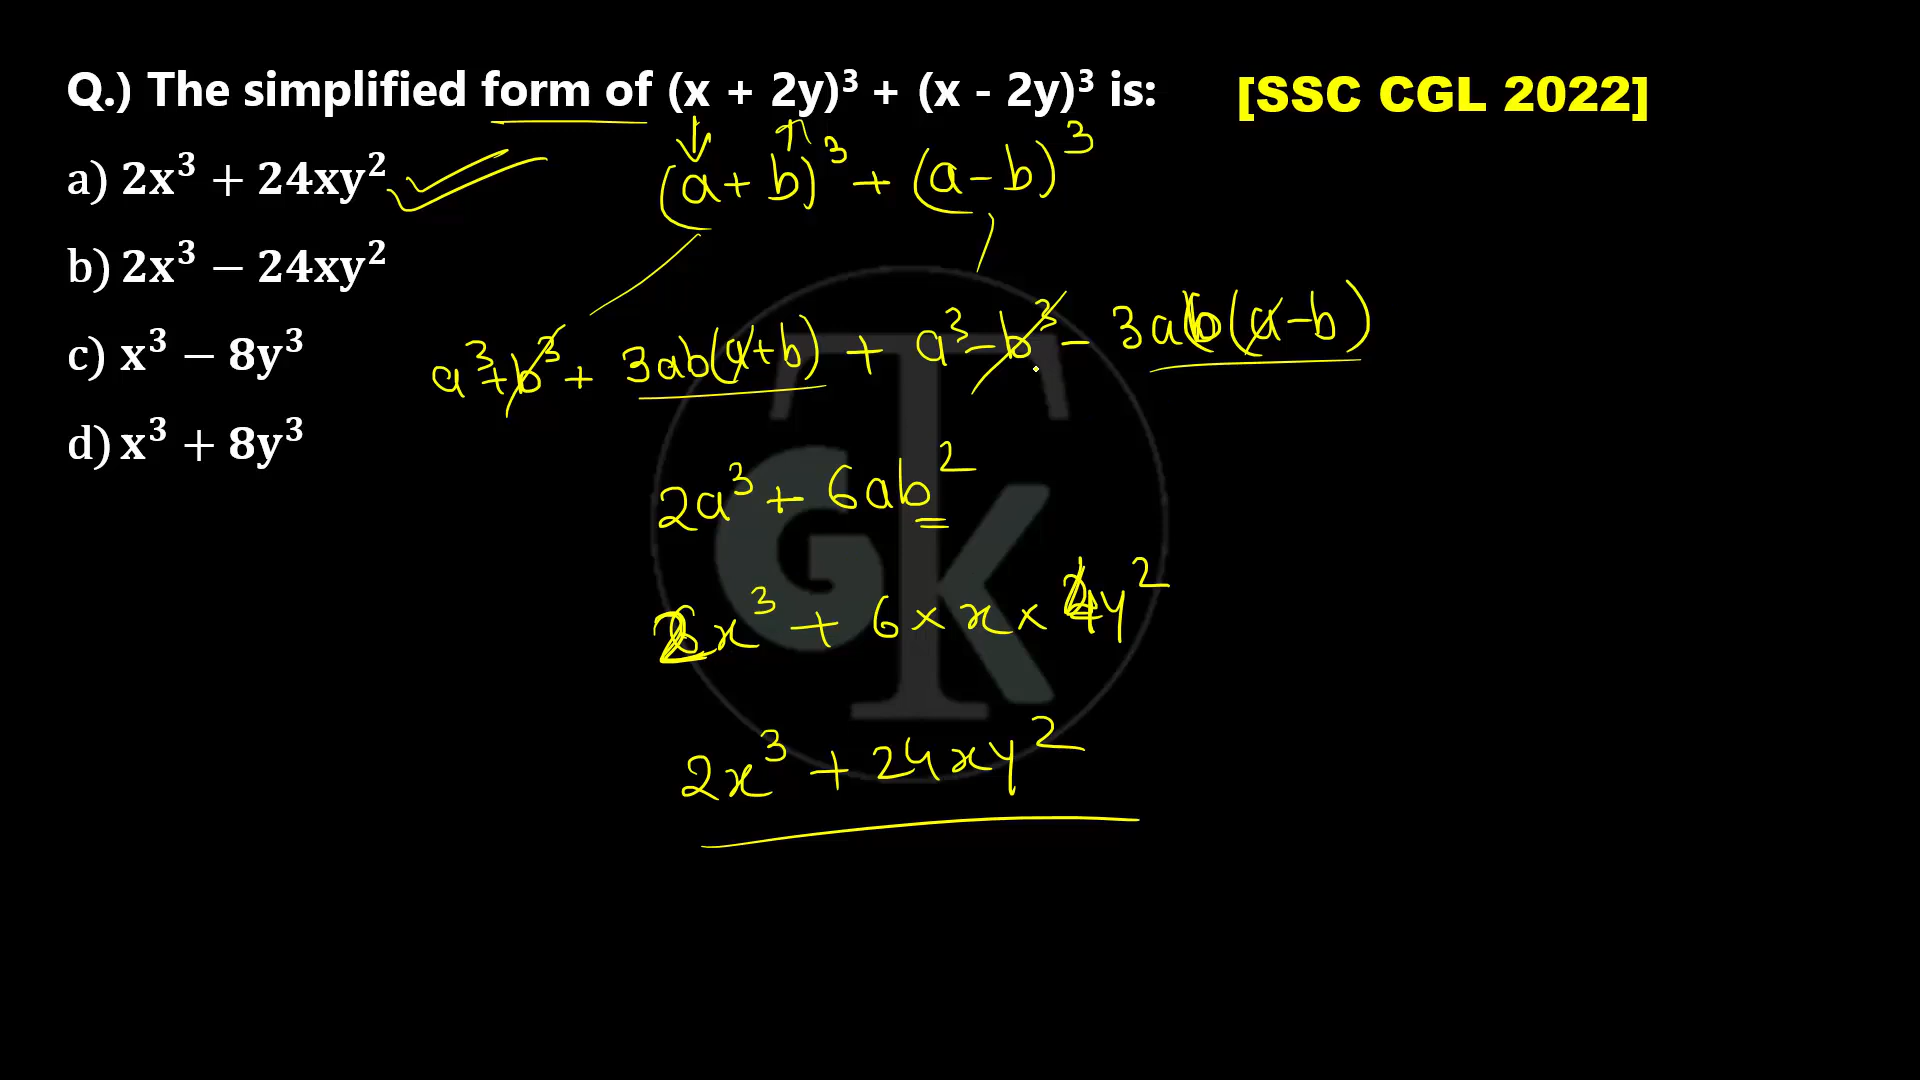 Q.) The simplified form of (x + 2y)³ + (x - 2y)³ is: [SSC CGL 2022]
a) 2x³ + 24xy²
b) 2x³ − 24xy²
c) x³ − 8y³
d) x³ + 8y³
(a + b)³ + (a − b)³
a³ + b³ + 3ab(a + b) + a³ − b³ − 3ab(a − b)
2a³ + 6ab²
2x³ + 6 × x × 4y²
2x³ + 24xy²
GTK